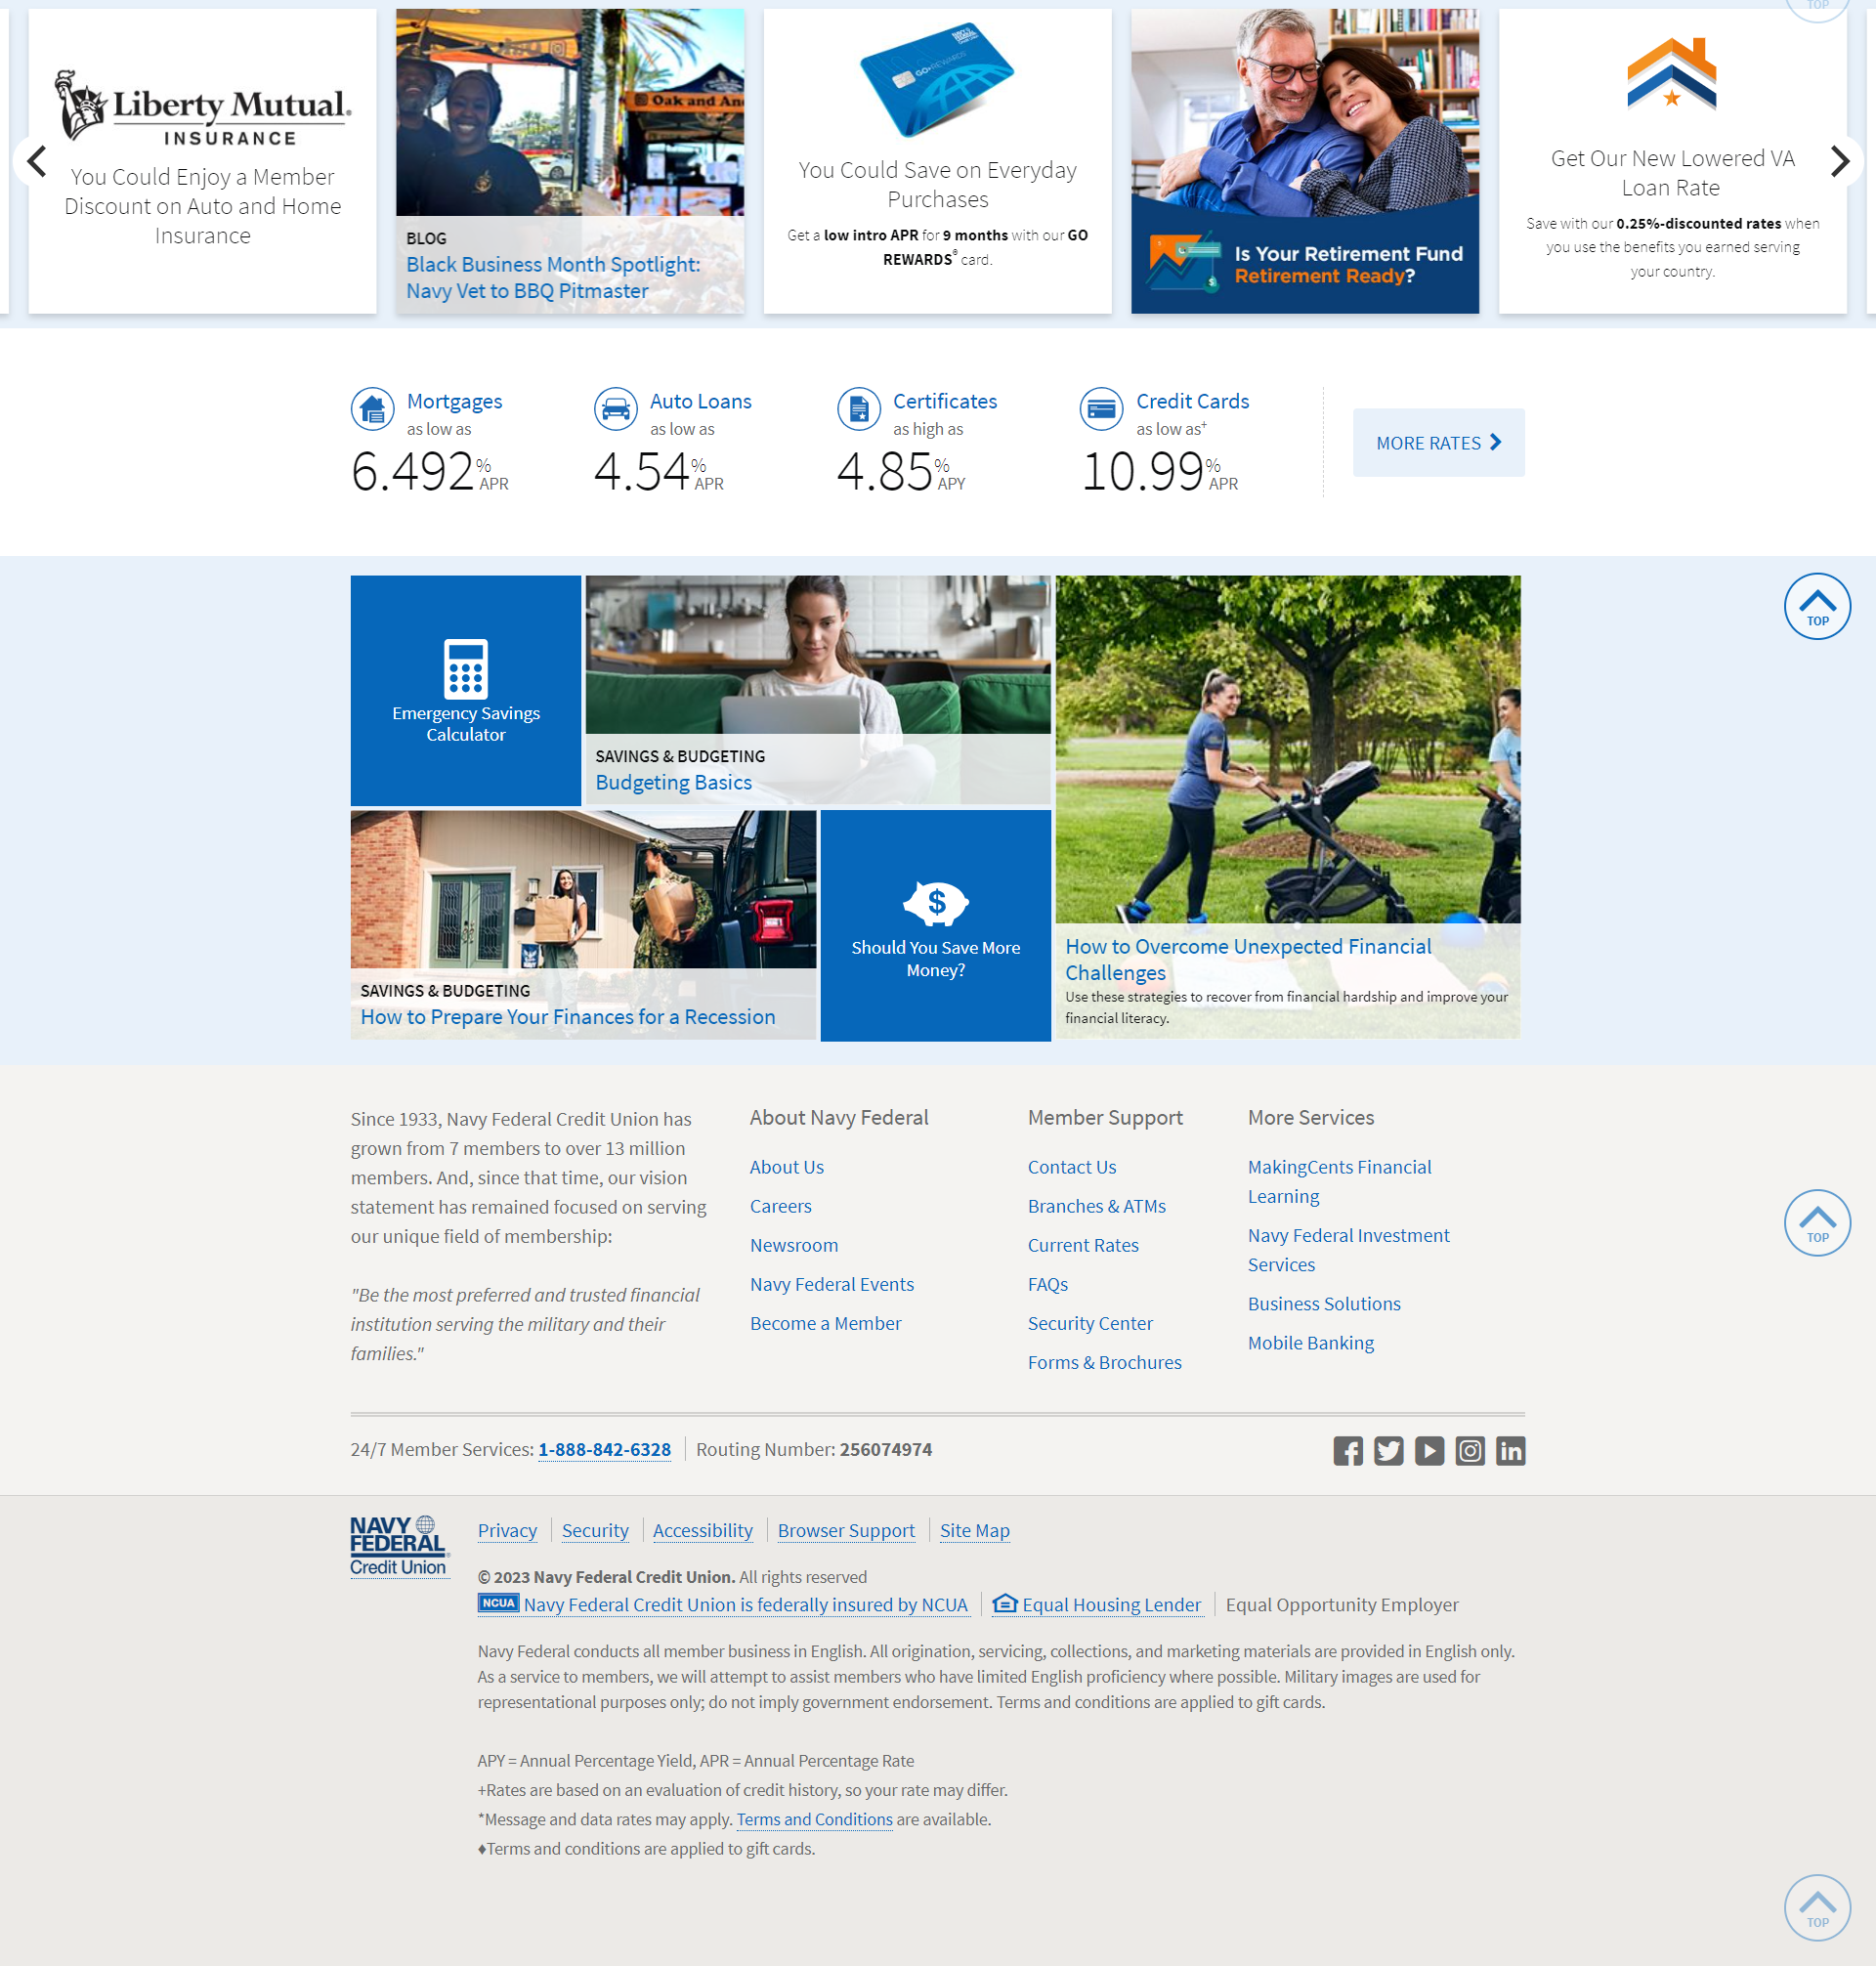 TOP
Liberty Mutual.
INSURANCE
You Could Enjoy a Member
Discount on Auto and Home
Insurance
Oak and
BLOG
Black Business Month Spotlight:
Navy Vet to BBQ Pitmaster
NAVY
FEDERAL
GO REWARDS
You Could Save on Everyday
Purchases
Get a low intro APR for 9 months with our GO
REWARDS® card.
Is Your Retirement Fund
Retirement Ready?
Get Our New Lowered VA
Loan Rate
Save with our 0.25%-discounted rates when
you use the benefits you earned serving
your country.
Mortgages
as low as
6.492% APR
Auto Loans
as low as
4.54% APR
Certificates
as high as
4.85% APY
Credit Cards
as low as+
10.99% APR
MORE RATES
TOP
Emergency Savings
Calculator
SAVINGS & BUDGETING
Budgeting Basics
SAVINGS & BUDGETING
How to Prepare Your Finances for a Recession
$
Should You Save More
Money?
How to Overcome Unexpected Financial
Challenges
Use these strategies to recover from financial hardship and improve your
financial literacy.
Since 1933, Navy Federal Credit Union has
grown from 7 members to over 13 million
members. And, since that time, our vision
statement has remained focused on serving
our unique field of membership:
"Be the most preferred and trusted financial
institution serving the military and their
families."
About Navy Federal
About Us
Careers
Newsroom
Navy Federal Events
Become a Member
Member Support
Contact Us
Branches & ATMs
Current Rates
FAQs
Security Center
Forms & Brochures
More Services
MakingCents Financial
Learning
Navy Federal Investment
Services
Business Solutions
Mobile Banking
TOP
24/7 Member Services: 1-888-842-6328
Routing Number: 256074974
NAVY
FEDERAL
Credit Union
Privacy
Security
Accessibility
Browser Support
Site Map
© 2023 Navy Federal Credit Union. All rights reserved
NCUA Navy Federal Credit Union is federally insured by NCUA
Equal Housing Lender
Equal Opportunity Employer
Navy Federal conducts all member business in English. All origination, servicing, collections, and marketing materials are provided in English only.
As a service to members, we will attempt to assist members who have limited English proficiency where possible. Military images are used for
representational purposes only; do not imply government endorsement. Terms and conditions are applied to gift cards.
APY = Annual Percentage Yield, APR = Annual Percentage Rate
+Rates are based on an evaluation of credit history, so your rate may differ.
*Message and data rates may apply. Terms and Conditions are available.
♦Terms and conditions are applied to gift cards.
TOP